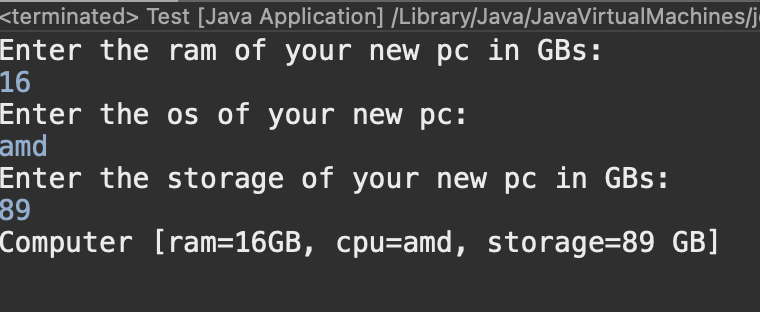 <terminated> Test [Java Application] /Library/Java/JavaVirtualMachines/j
Enter the ram of your new pc in GBs:
16
Enter the os of your new pc:
amd
Enter the storage of your new pc in GBs:
89
Computer [ram=16GB, cpu=amd, storage=89 GB]